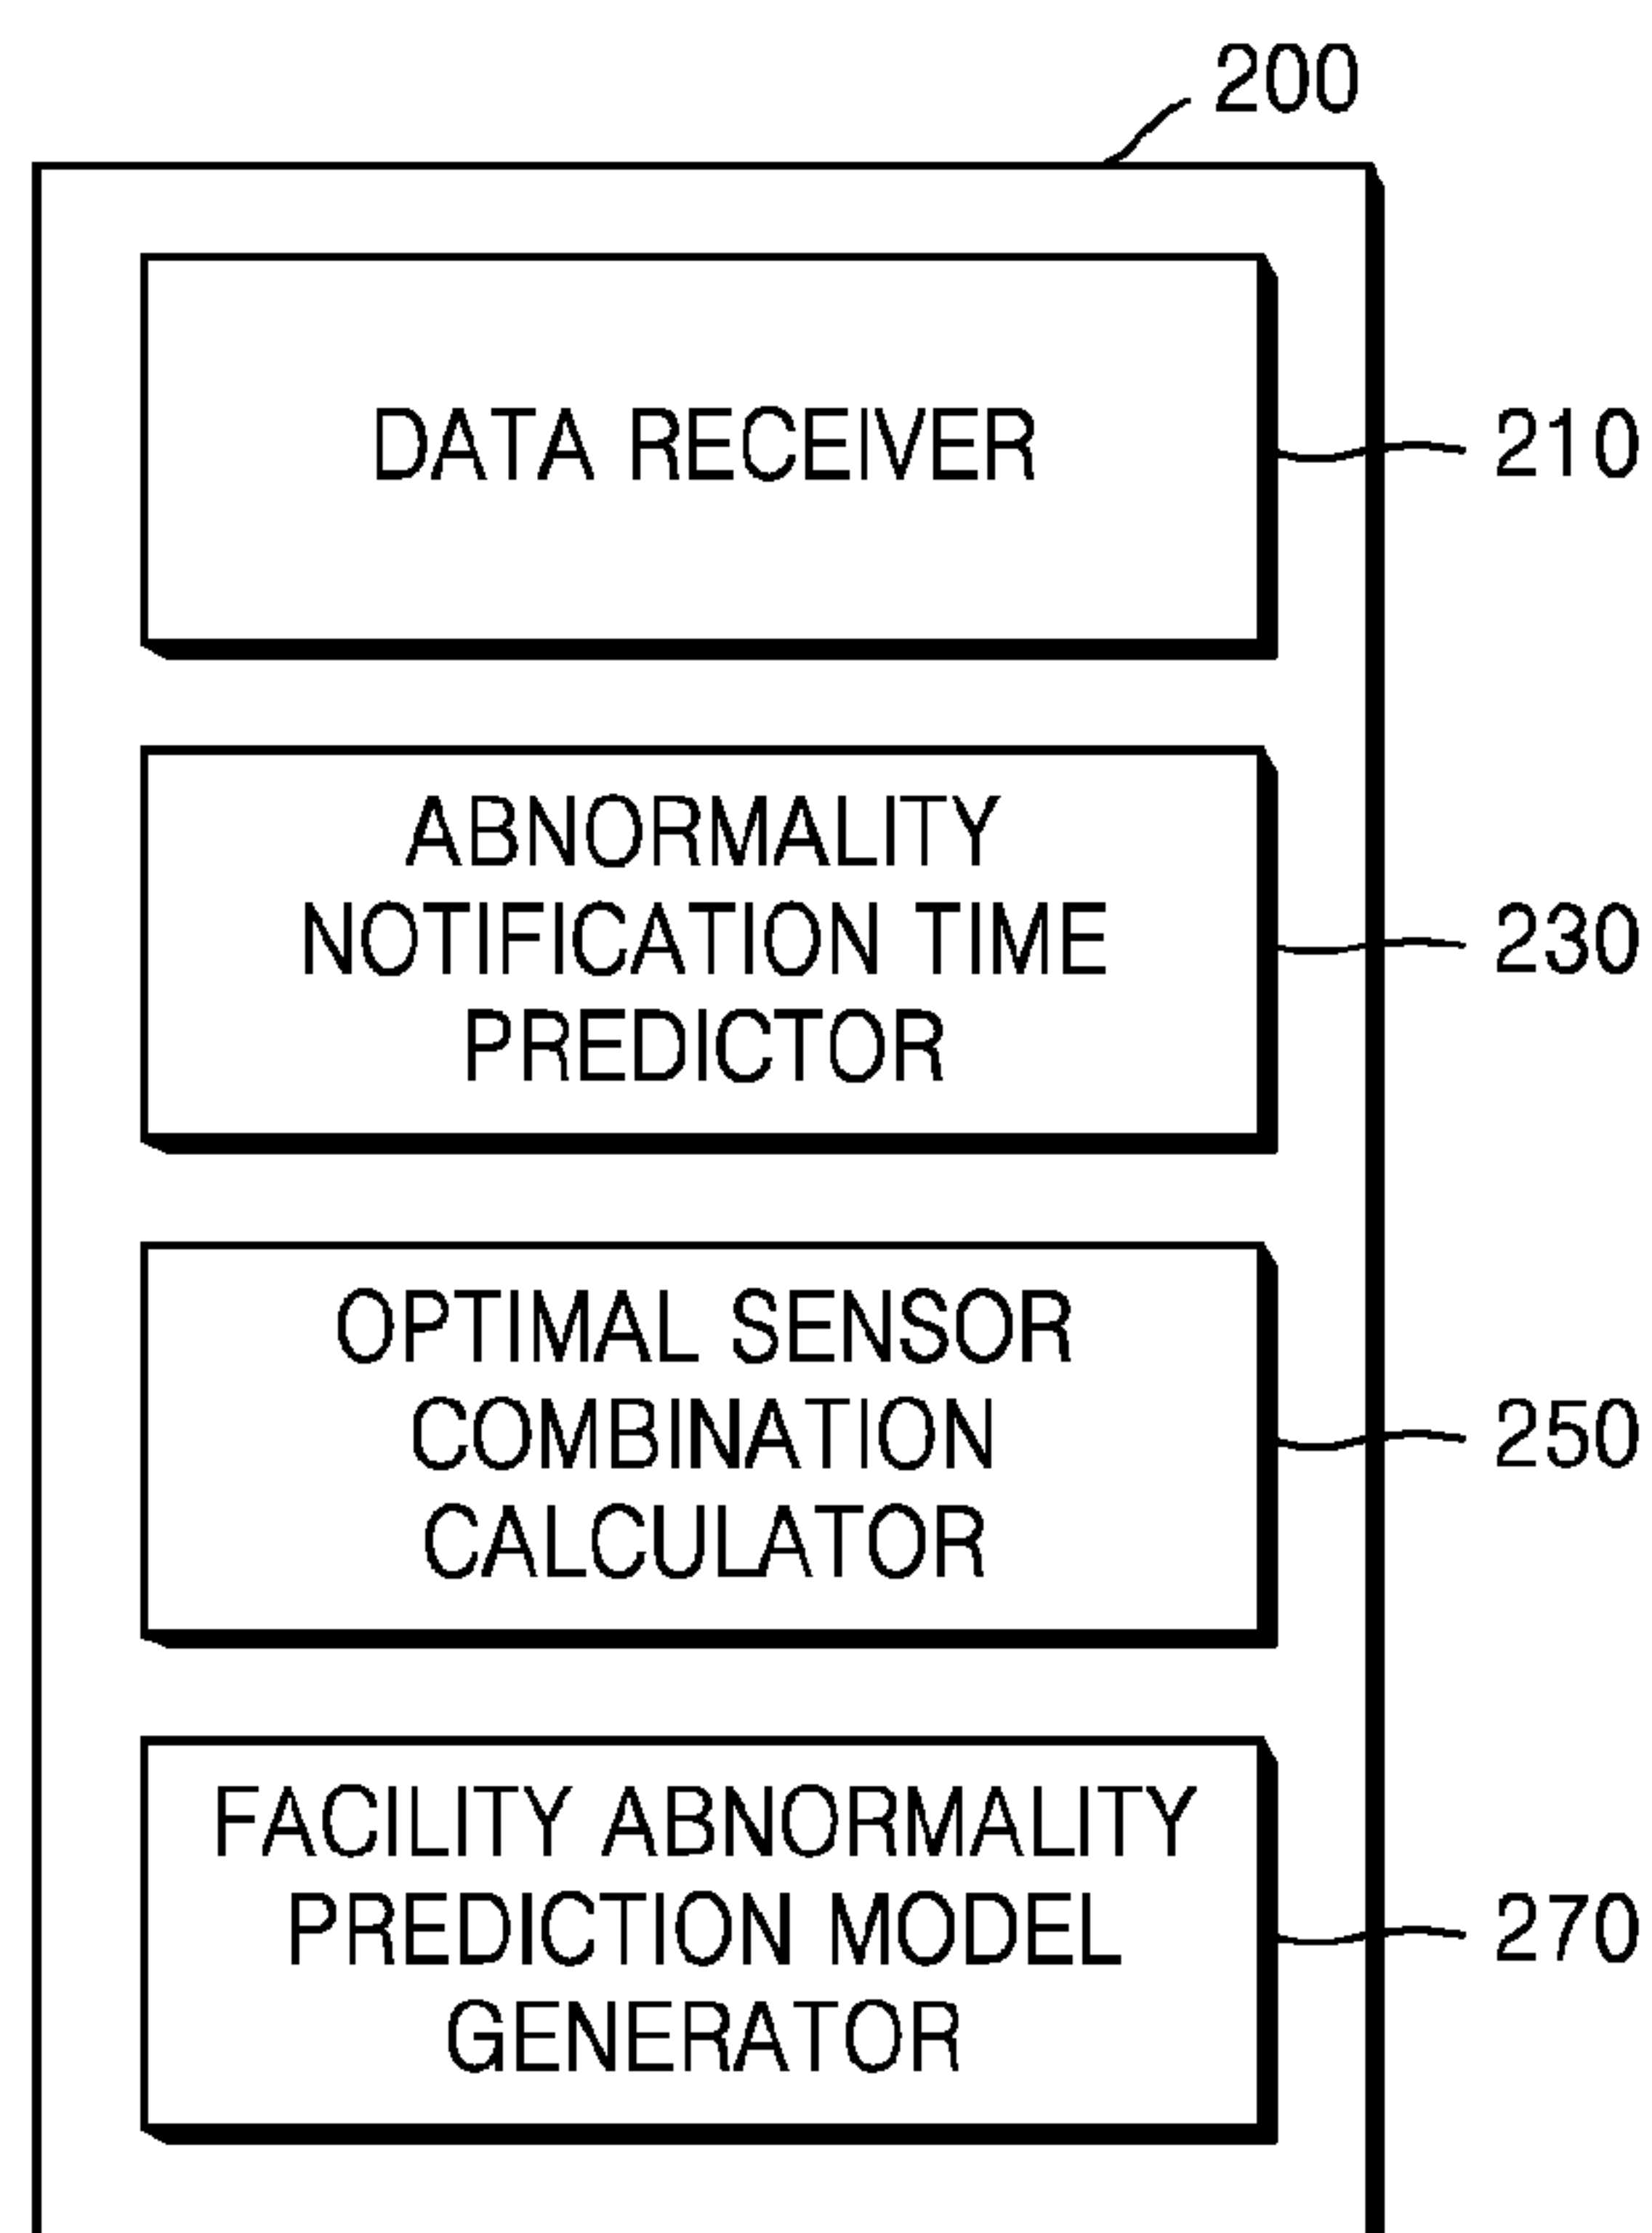 200
DATA RECEIVER
210
ABNORMALITY
NOTIFICATION TIME
PREDICTOR
230
OPTIMAL SENSOR
COMBINATION
CALCULATOR
250
FACILITY ABNORMALITY
PREDICTION MODEL
GENERATOR
270